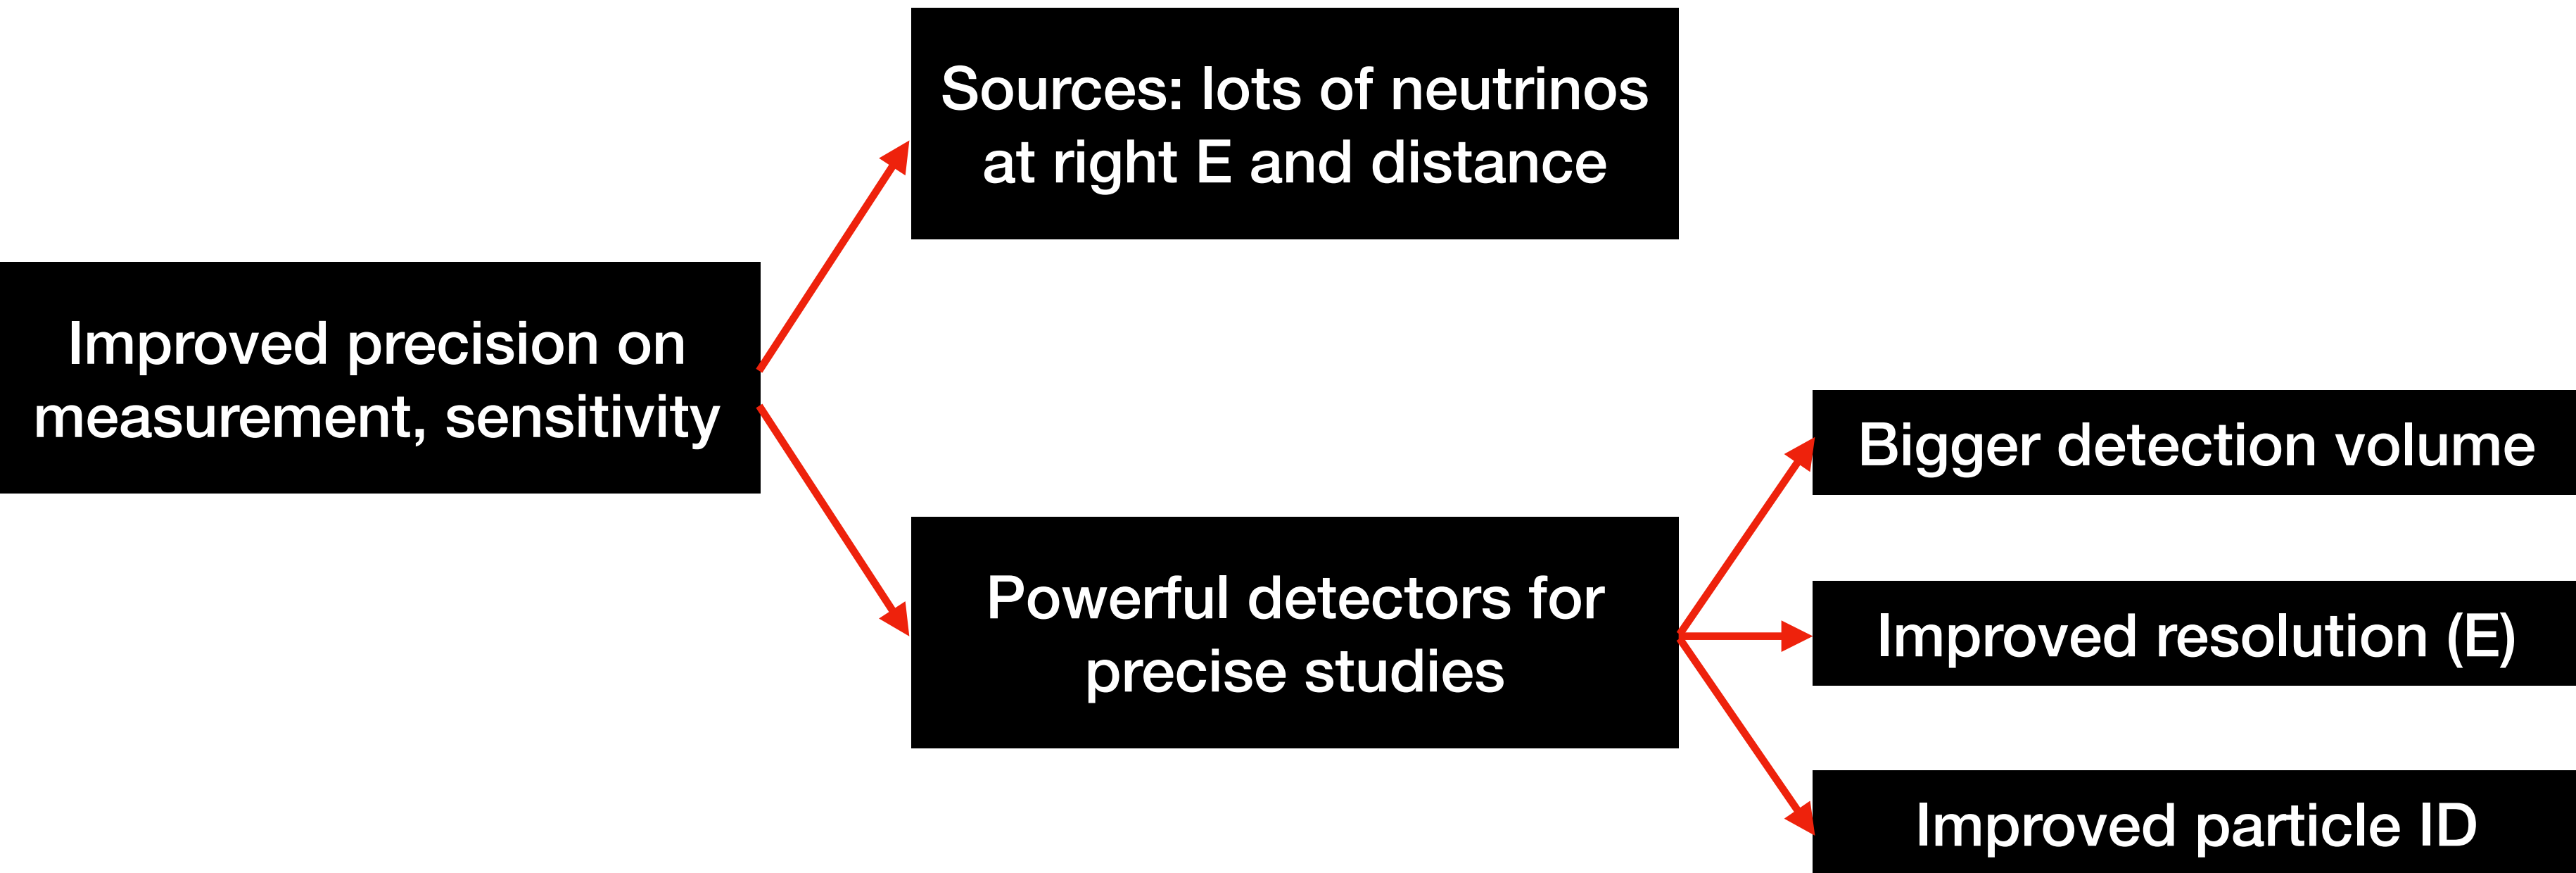 Sources: lots of neutrinos
at right E and distance
Improved precision on
measurement, sensitivity
Powerful detectors for
precise studies
Bigger detection volume
Improved resolution (E)
Improved particle ID